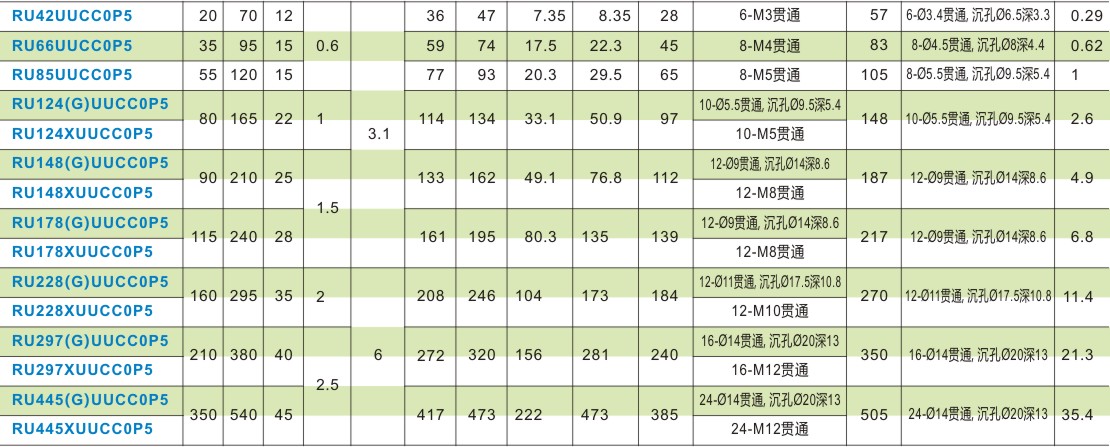 RU42UUCC0P5 20 70 12 36 47 7.35 8.35 28 6-M3贯通 57 6-Ø3.4贯通, 沉孔Ø6.5深3.3 0.29
RU66UUCC0P5 35 95 15 0.6 59 74 17.5 22.3 45 8-M4贯通 83 8-Ø4.5贯通, 沉孔Ø8深4.4 0.62
RU85UUCC0P5 55 120 15 77 93 20.3 29.5 65 8-M5贯通 105 8-Ø5.5贯通, 沉孔Ø9.5深5.4 1
RU124(G)UUCC0P5 10-Ø5.5贯通, 沉孔Ø9.5深5.4
80 165 22 1 114 134 33.1 50.9 97 148 10-Ø5.5贯通, 沉孔Ø9.5深5.4 2.6
RU124XUUCC0P5 3.1 10-M5贯通
RU148(G)UUCC0P5 12-Ø9贯通, 沉孔Ø14深8.6
90 210 25 133 162 49.1 76.8 112 187 12-Ø9贯通, 沉孔Ø14深8.6 4.9
RU148XUUCC0P5 12-M8贯通
1.5
RU178(G)UUCC0P5 12-Ø9贯通, 沉孔Ø14深8.6
115 240 28 161 195 80.3 135 139 217 12-Ø9贯通, 沉孔Ø14深8.6 6.8
RU178XUUCC0P5 12-M8贯通
RU228(G)UUCC0P5 12-Ø11贯通, 沉孔Ø17.5深10.8
160 295 35 2 208 246 104 173 184 270 12-Ø11贯通, 沉孔Ø17.5深10.8 11.4
RU228XUUCC0P5 12-M10贯通
RU297(G)UUCC0P5 16-Ø14贯通, 沉孔Ø20深13
210 380 40 6 272 320 156 281 240 350 16-Ø14贯通, 沉孔Ø20深13 21.3
RU297XUUCC0P5 16-M12贯通
2.5
RU445(G)UUCC0P5 24-Ø14贯通, 沉孔Ø20深13
350 540 45 417 473 222 473 385 505 24-Ø14贯通, 沉孔Ø20深13 35.4
RU445XUUCC0P5 24-M12贯通